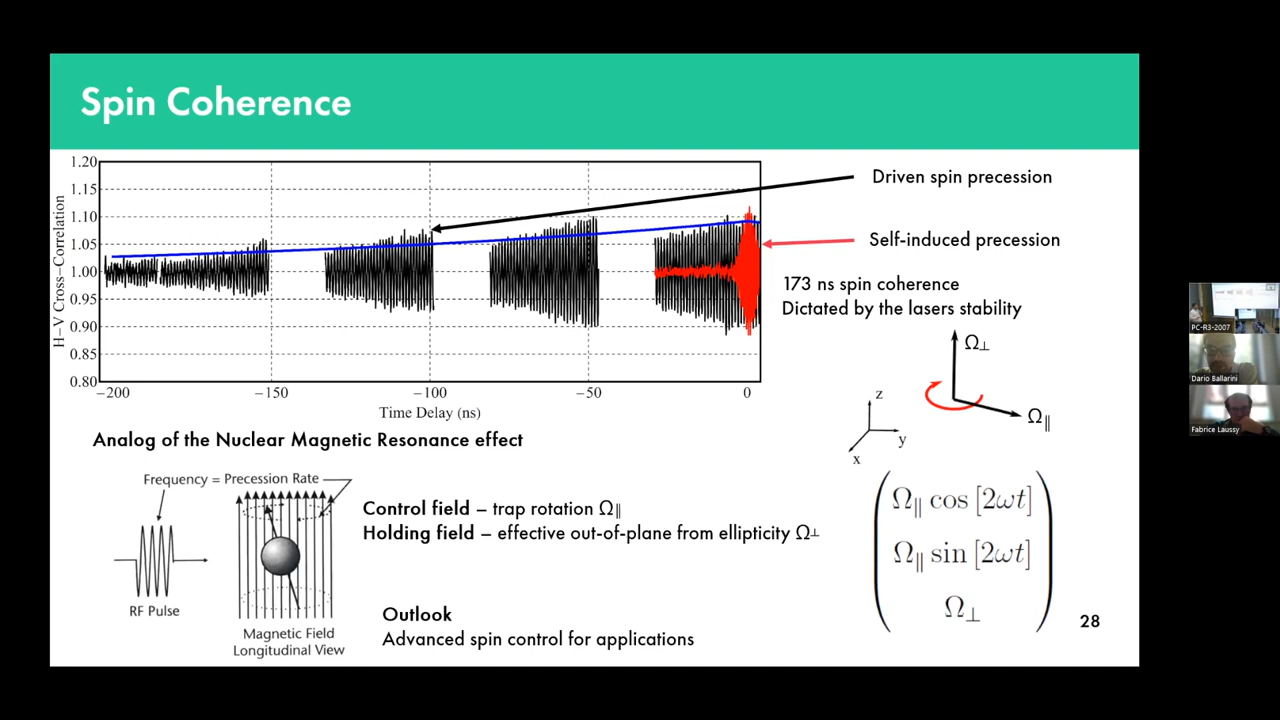 Spin Coherence
1.20
1.15
1.10
1.05
1.00
0.95
0.90
0.85
0.80
H−V Cross−Correlation
−200
−150
−100
−50
0
Time Delay (ns)
Driven spin precession
Self-induced precession
173 ns spin coherence
Dictated by the lasers stability
Ω⊥
Ω∥
z
y
x
Analog of the Nuclear Magnetic Resonance effect
Frequency = Precession Rate
RF Pulse
Magnetic Field
Longitudinal View
Control field – trap rotation Ω∥
Holding field – effective out-of-plane from ellipticity Ω⊥
Outlook
Advanced spin control for applications
Ω∥ cos [2ωt]
Ω∥ sin [2ωt]
Ω⊥
28
PC-R3-2007
Dario Ballarini
Fabrice Laussy